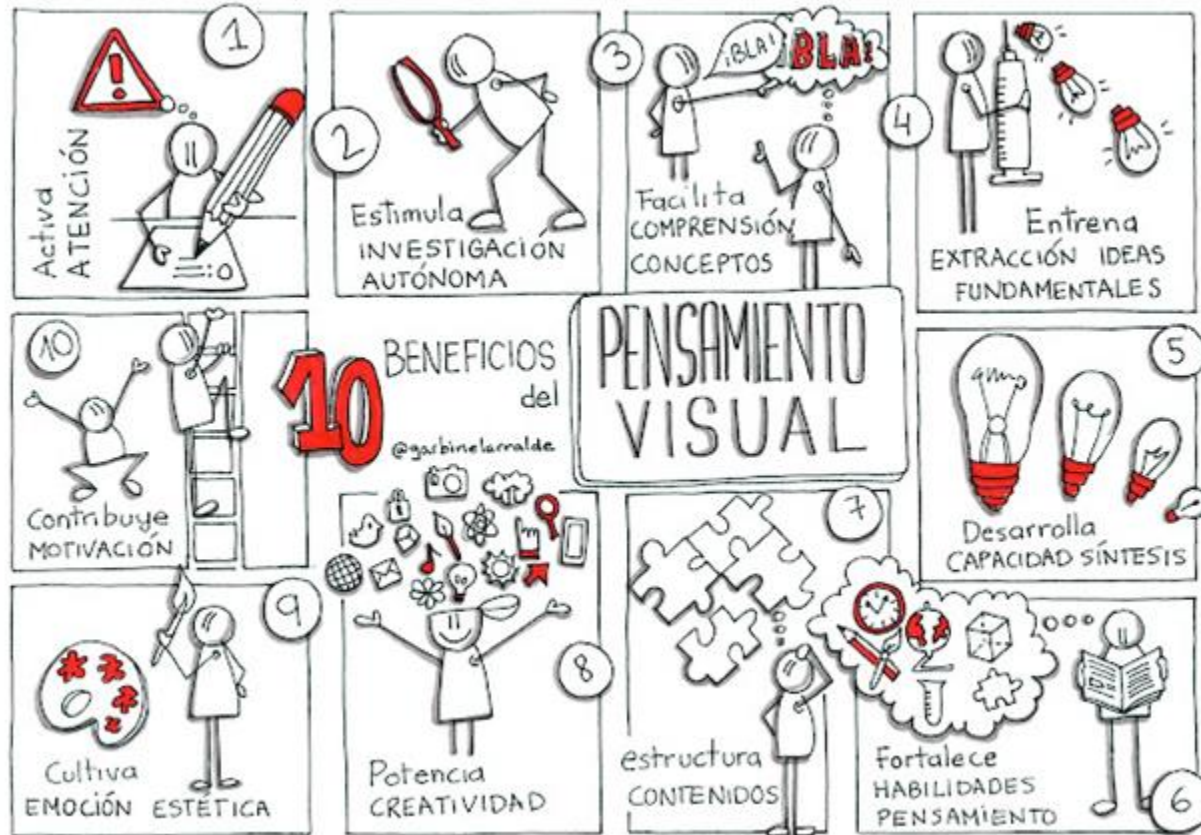 10
BENEFICIOS
del
PENSAMIENTO
VISUAL
@garbinelarralde
1
Activa
ATENCIÓN
2
Estimula
INVESTIGACIÓN
AUTÓNOMA
3
¡BLA!
¡BLA!
Facilita
COMPRENSIÓN
CONCEPTOS
4
Entrena
EXTRACCIÓN IDEAS
FUNDAMENTALES
5
Desarrolla
CAPACIDAD SÍNTESIS
6
Fortalece
HABILIDADES
PENSAMIENTO
7
estructura
CONTENIDOS
8
Potencia
CREATIVIDAD
9
Cultiva
EMOCIÓN ESTÉTICA
10
Contribuye
MOTIVACIÓN